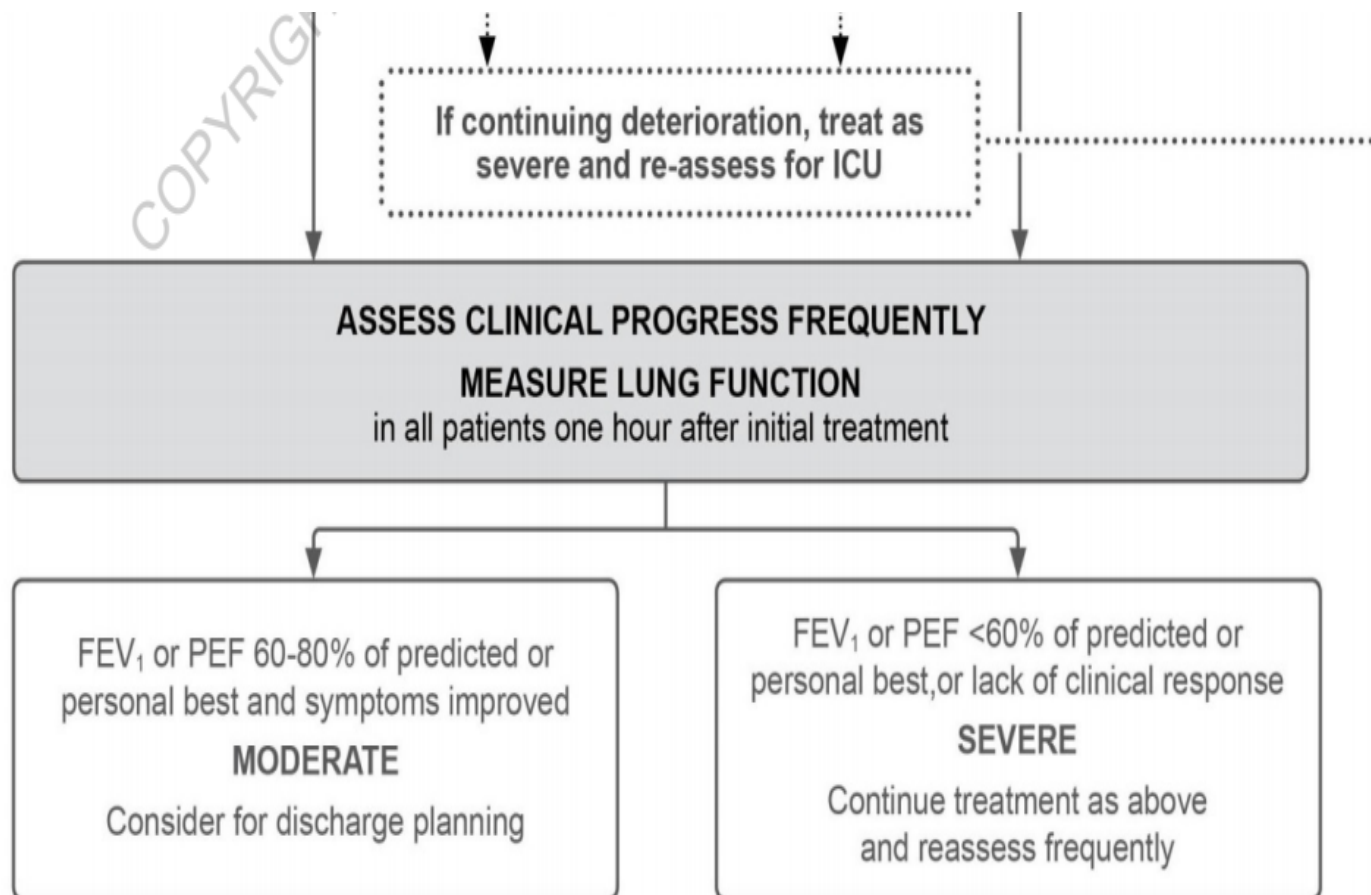 COPYRIGH
If continuing deterioration, treat as
severe and re-assess for ICU
ASSESS CLINICAL PROGRESS FREQUENTLY
MEASURE LUNG FUNCTION
in all patients one hour after initial treatment
FEV₁ or PEF 60-80% of predicted or
personal best and symptoms improved
MODERATE
Consider for discharge planning
FEV₁ or PEF <60% of predicted or
personal best,or lack of clinical response
SEVERE
Continue treatment as above
and reassess frequently